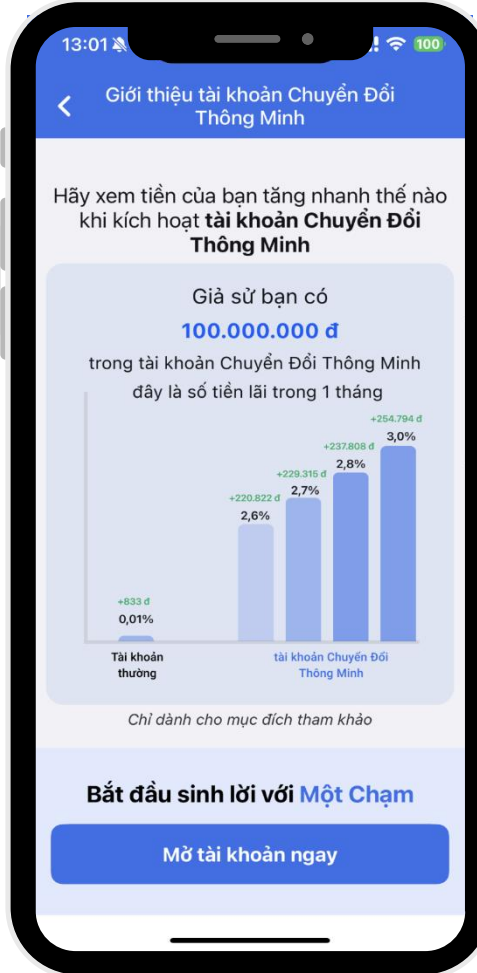 13:01
100
Giới thiệu tài khoản Chuyển Đổi
Thông Minh
Hãy xem tiền của bạn tăng nhanh thế nào
khi kích hoạt tài khoản Chuyển Đổi
Thông Minh
Giả sử bạn có
100.000.000 đ
trong tài khoản Chuyển Đổi Thông Minh
đây là số tiền lãi trong 1 tháng
+254.794 đ
3,0%
+237.808 đ
2,8%
+229.315 đ
2,7%
+220.822 đ
2,6%
+833 đ
0,01%
Tài khoản
thường
tài khoản Chuyển Đổi
Thông Minh
Chỉ dành cho mục đích tham khảo
Bắt đầu sinh lời với Một Chạm
Mở tài khoản ngay